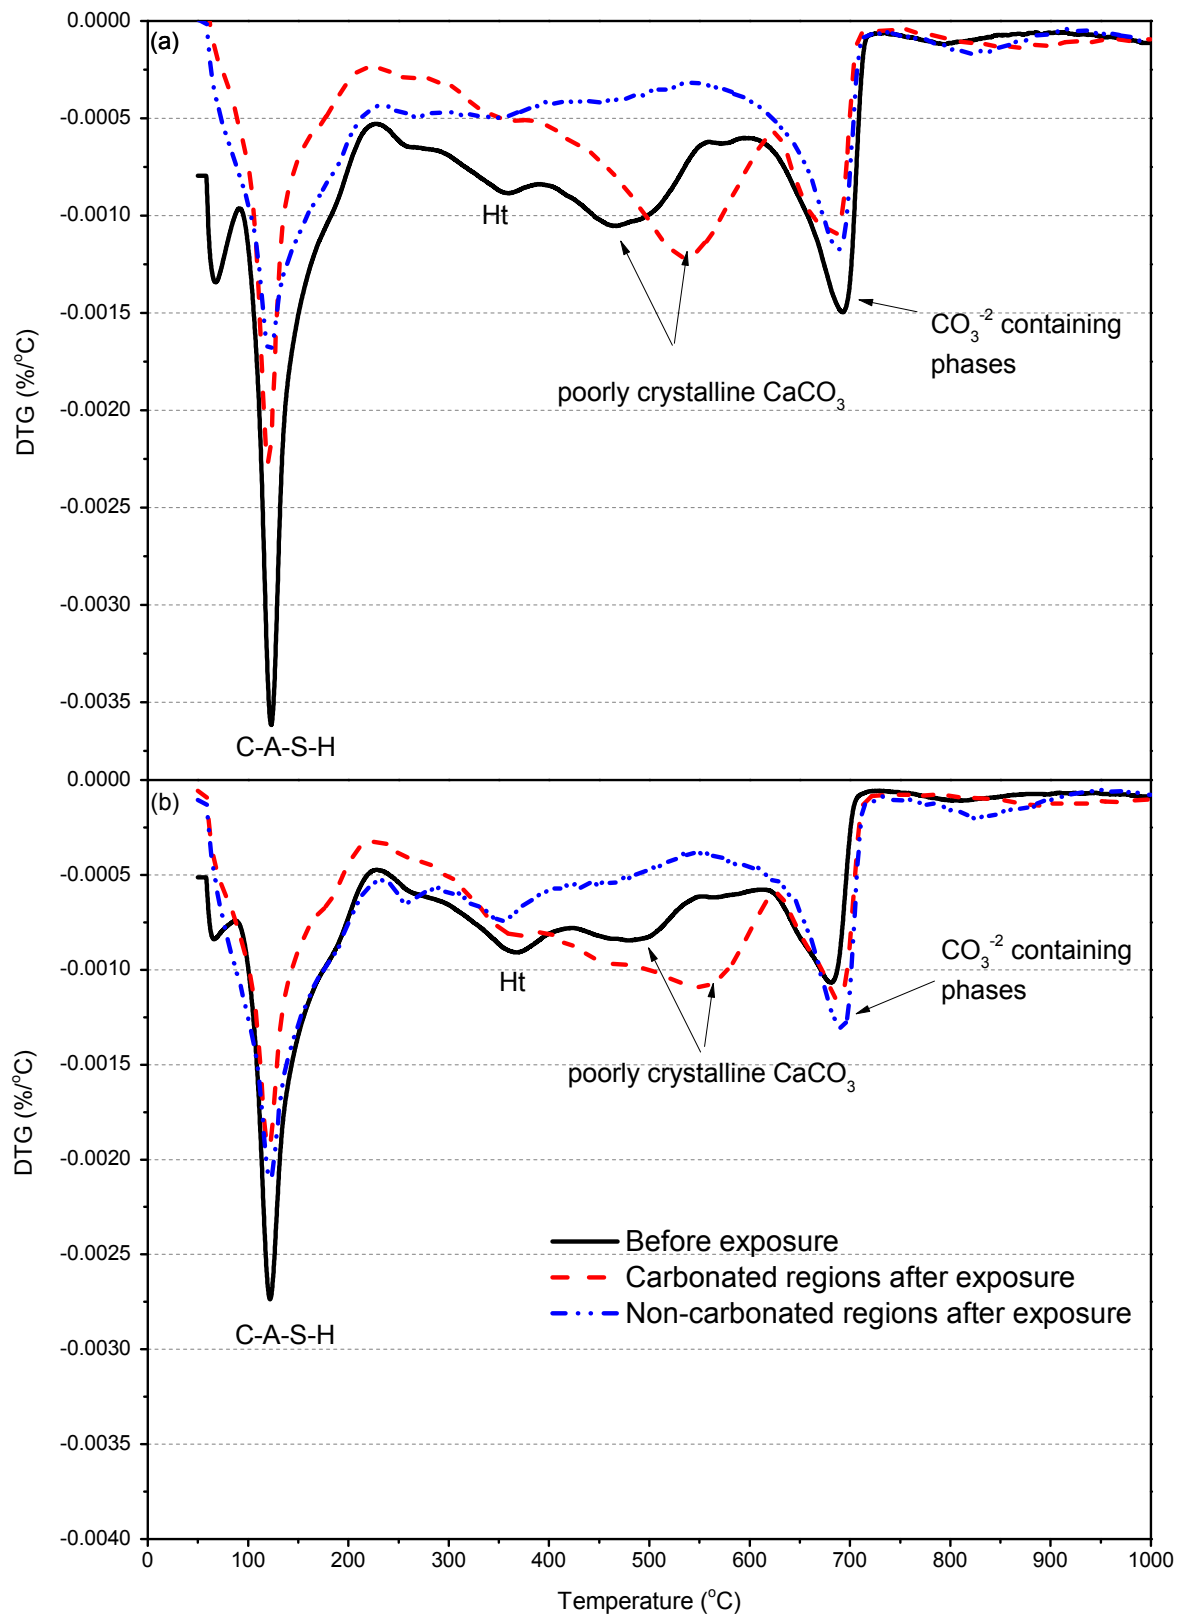 (a)
0.0000
-0.0005
-0.0010
-0.0015
-0.0020
-0.0025
-0.0030
-0.0035
DTG (%/°C)
Ht
CO₃⁻² containing
phases
poorly crystalline CaCO₃
C-A-S-H
(b)
0.0000
-0.0005
-0.0010
-0.0015
-0.0020
-0.0025
-0.0030
-0.0035
-0.0040
DTG (%/°C)
Ht
CO₃⁻² containing
phases
poorly crystalline CaCO₃
Before exposure
Carbonated regions after exposure
Non-carbonated regions after exposure
C-A-S-H
0 100 200 300 400 500 600 700 800 900 1000
Temperature (°C)